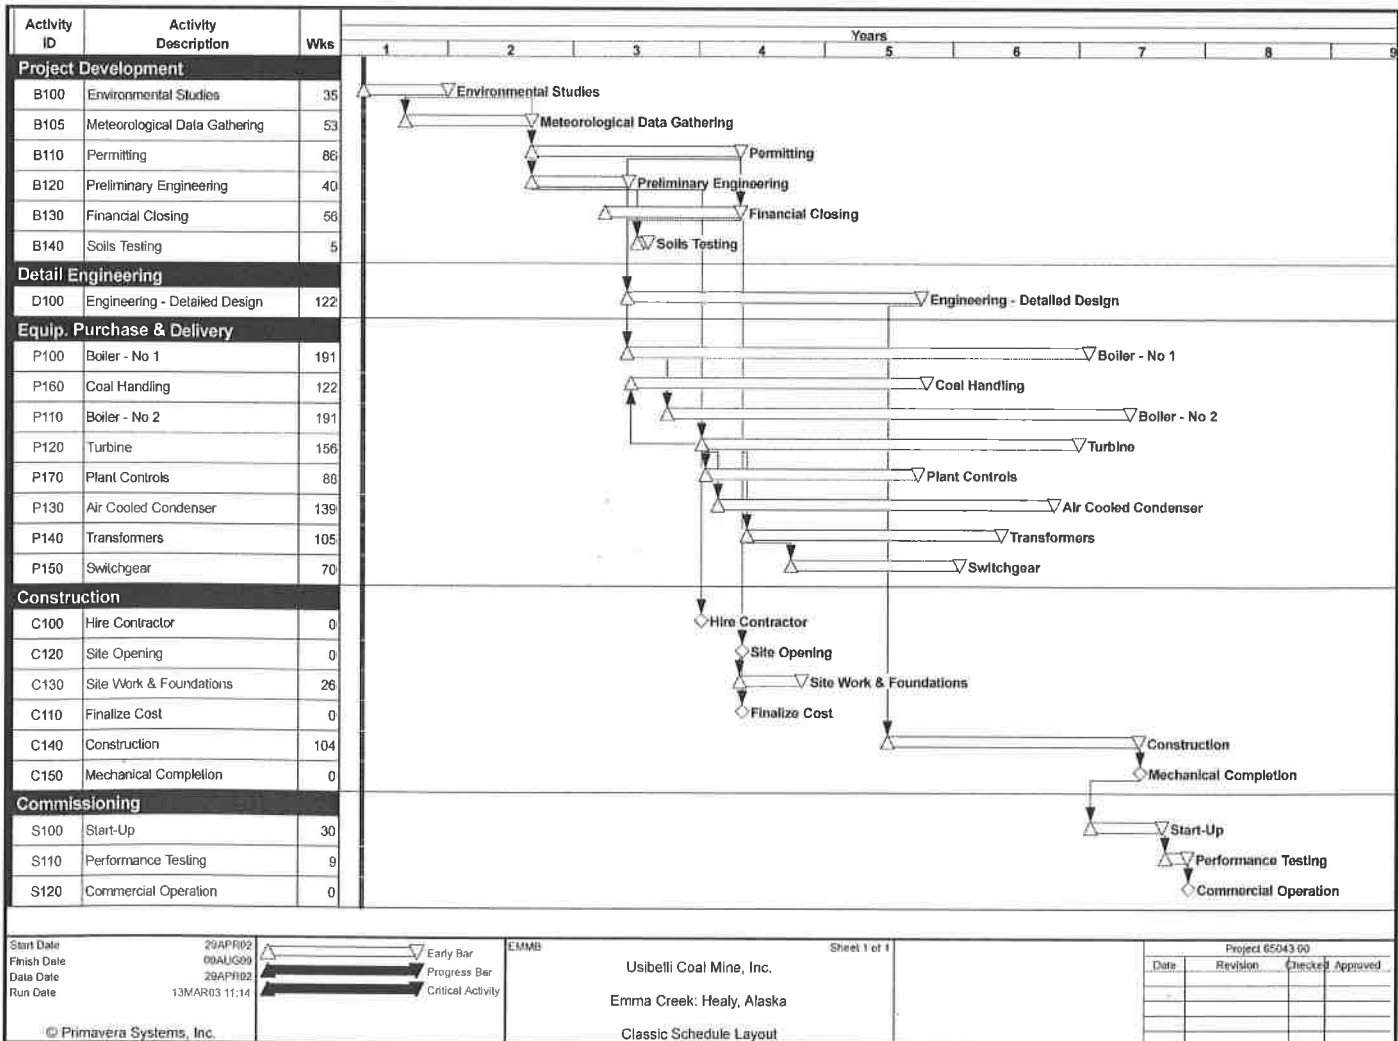 Activity ID Activity Description Wks Years
1 2 3 4 5 6 7 8 9
Project Development
B100 Environmental Studies 35 Environmental Studies
B105 Meteorological Data Gathering 53 Meteorological Data Gathering
B110 Permitting 86 Permitting
B120 Preliminary Engineering 40 Preliminary Engineering
B130 Financial Closing 56 Financial Closing
B140 Soils Testing 5 Soils Testing
Detail Engineering
D100 Engineering - Detailed Design 122 Engineering - Detailed Design
Equip. Purchase & Delivery
P100 Boiler - No 1 191 Boiler - No 1
P160 Coal Handling 122 Coal Handling
P110 Boiler - No 2 191 Boiler - No 2
P120 Turbine 156 Turbine
P170 Plant Controls 88 Plant Controls
P130 Air Cooled Condenser 139 Air Cooled Condenser
P140 Transformers 105 Transformers
P150 Switchgear 70 Switchgear
Construction
C100 Hire Contractor 0 Hire Contractor
C120 Site Opening 0 Site Opening
C130 Site Work & Foundations 26 Site Work & Foundations
C110 Finalize Cost 0 Finalize Cost
C140 Construction 104 Construction
C150 Mechanical Completion 0 Mechanical Completion
Commissioning
S100 Start-Up 30 Start-Up
S110 Performance Testing 9 Performance Testing
S120 Commercial Operation 0 Commercial Operation
Start Date 29APR02
Finish Date 09AUG09
Data Date 29APR02
Run Date 13MAR03 11:14
© Primavera Systems, Inc.
Early Bar
Progress Bar
Critical Activity
EMMB
Sheet 1 of 1
Usibelli Coal Mine, Inc.
Emma Creek: Healy, Alaska
Classic Schedule Layout
Project 65043.00
Date Revision Checked Approved